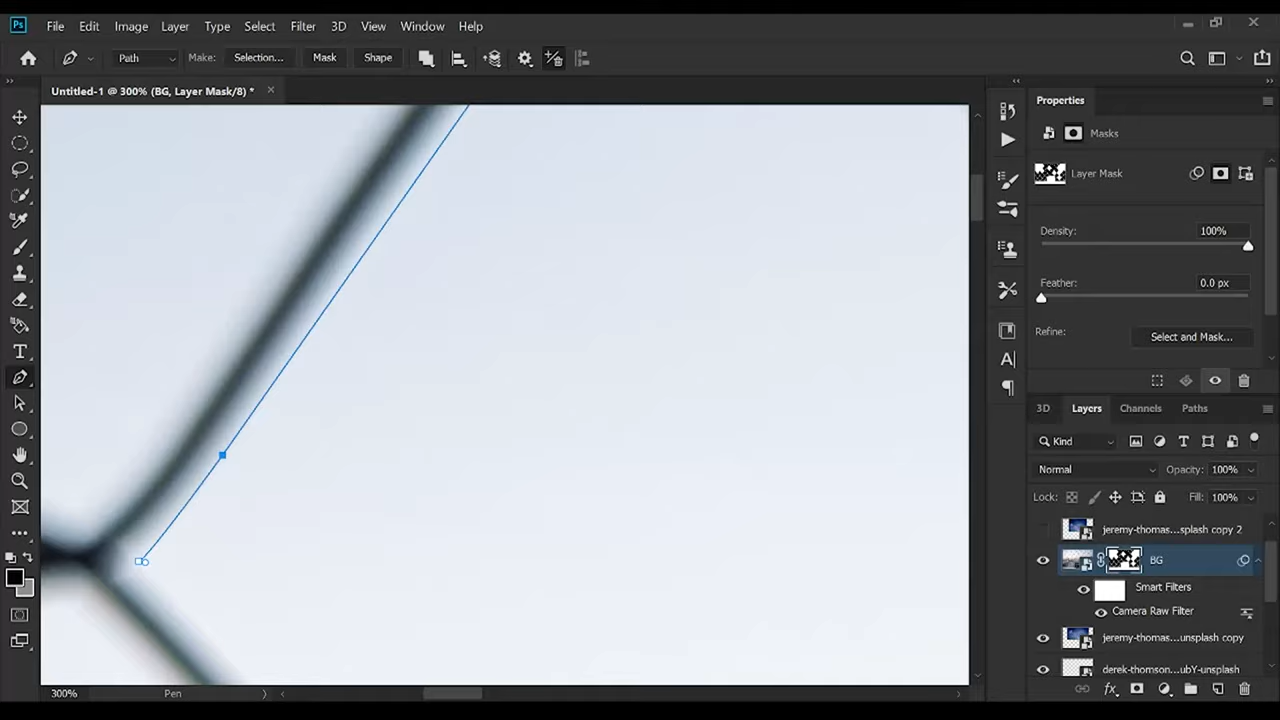 Ps File Edit Image Layer Type Select Filter 3D View Window Help
Path Make: Selection... Mask Shape
Untitled-1 @ 300% (BG, Layer Mask/8) *
Properties
Masks
Layer Mask
Density: 100%
Feather: 0.0 px
Refine: Select and Mask...
3D Layers Channels Paths
Kind
Normal Opacity: 100%
Lock: Fill: 100%
jeremy-thomas...splash copy 2
BG
Smart Filters
Camera Raw Filter
jeremy-thomas...unsplash copy
derek-thomson...ubY-unsplash
300% Pen